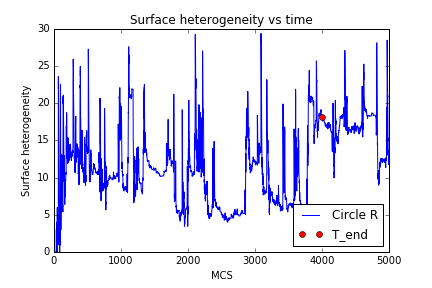 Surface heterogeneity vs time
Surface heterogeneity
30
25
20
15
10
5
0
0 1000 2000 3000 4000 5000
MCS
Circle R
T_end